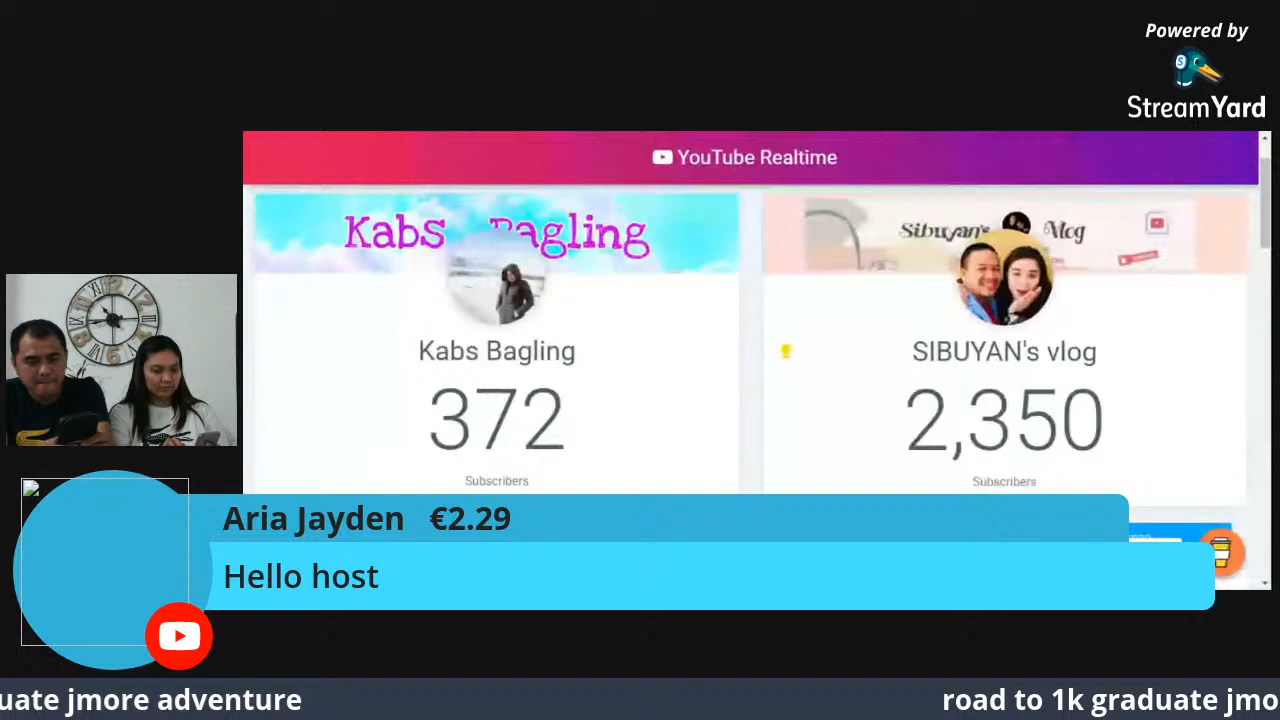 Powered by
StreamYard
YouTube Realtime
Kabs Bagling
Sibuyan's Vlog
Kabs Bagling
SIBUYAN's vlog
372
2,350
Subscribers
Subscribers
Aria Jayden €2.29
Hello host
uate jmore adventure
road to 1k graduate jmo